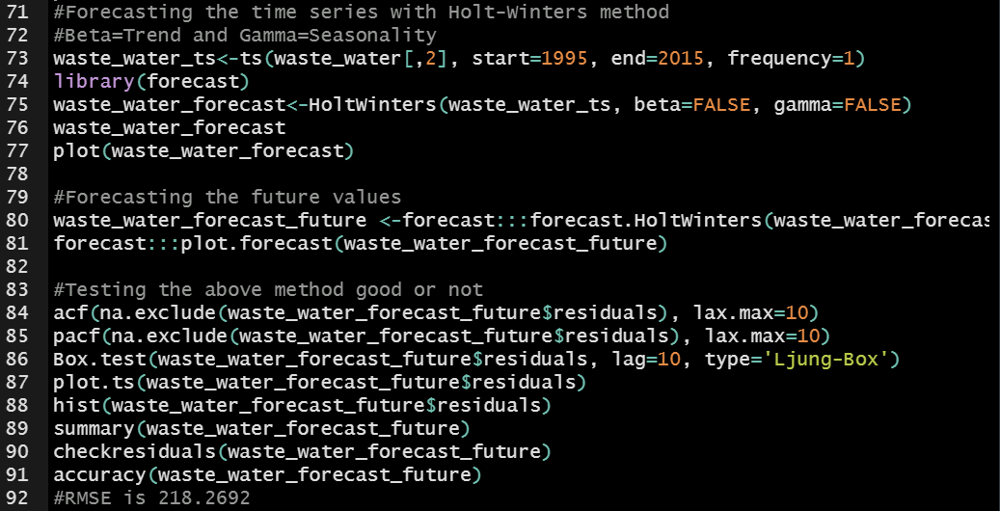 71 #Forecasting the time series with Holt-Winters method
72 #Beta=Trend and Gamma=Seasonality
73 waste_water_ts<-ts(waste_water[,2], start=1995, end=2015, frequency=1)
74 library(forecast)
75 waste_water_forecast<-HoltWinters(waste_water_ts, beta=FALSE, gamma=FALSE)
76 waste_water_forecast
77 plot(waste_water_forecast)
78
79 #Forecasting the future values
80 waste_water_forecast_future <-forecast:::forecast.HoltWinters(waste_water_forecas
81 forecast:::plot.forecast(waste_water_forecast_future)
82
83 #Testing the above method good or not
84 acf(na.exclude(waste_water_forecast_future$residuals), lax.max=10)
85 pacf(na.exclude(waste_water_forecast_future$residuals), lax.max=10)
86 Box.test(waste_water_forecast_future$residuals, lag=10, type='Ljung-Box')
87 plot.ts(waste_water_forecast_future$residuals)
88 hist(waste_water_forecast_future$residuals)
89 summary(waste_water_forecast_future)
90 checkresiduals(waste_water_forecast_future)
91 accuracy(waste_water_forecast_future)
92 #RMSE is 218.2692